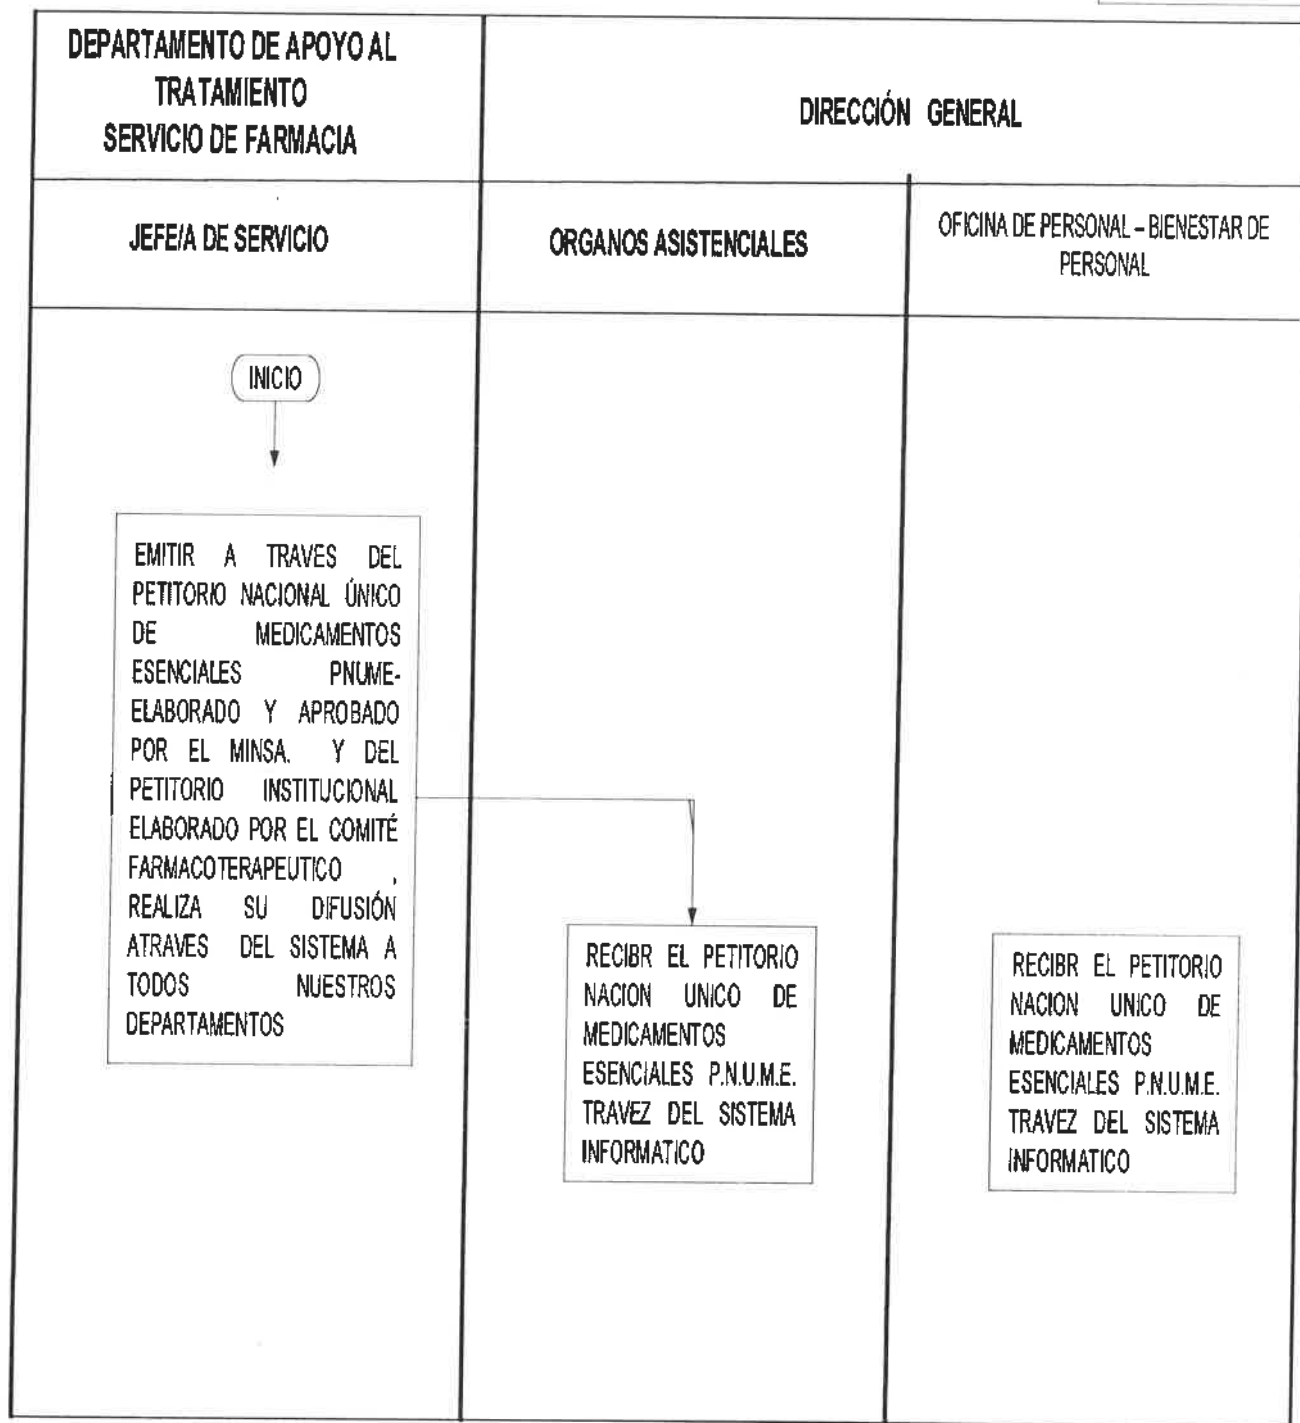 DEPARTAMENTO DE APOYO AL
TRATAMIENTO
SERVICIO DE FARMACIA
DIRECCIÓN GENERAL
JEFE/A DE SERVICIO
ORGANOS ASISTENCIALES
OFICINA DE PERSONAL – BIENESTAR DE
PERSONAL
INICIO
EMITIR A TRAVES DEL
PETITORIO NACIONAL ÚNICO
DE MEDICAMENTOS
ESENCIALES PNUME-
ELABORADO Y APROBADO
POR EL MINSA. Y DEL
PETITORIO INSTITUCIONAL
ELABORADO POR EL COMITÉ
FARMACOTERAPEUTICO ,
REALIZA SU DIFUSIÓN
ATRAVES DEL SISTEMA A
TODOS NUESTROS
DEPARTAMENTOS
RECIBR EL PETITORIO
NACION UNICO DE
MEDICAMENTOS
ESENCIALES P.N.U.M.E.
TRAVEZ DEL SISTEMA
INFORMATICO
RECIBR EL PETITORIO
NACION UNICO DE
MEDICAMENTOS
ESENCIALES P.N.U.M.E.
TRAVEZ DEL SISTEMA
INFORMATICO